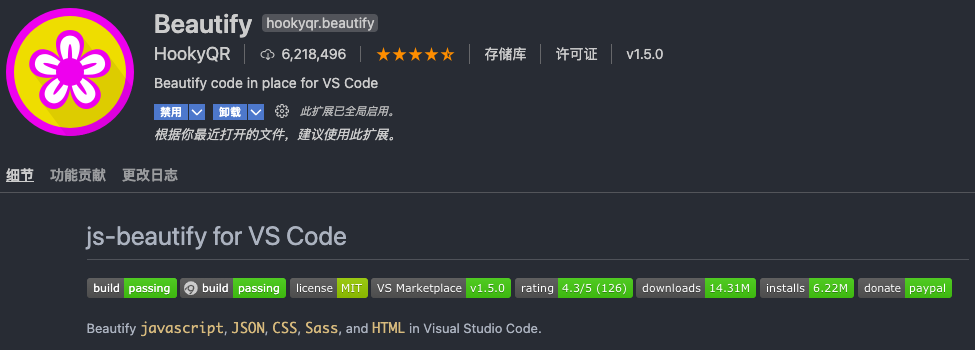 Beautify hookyqr.beautify
HookyQR 6,218,496 存储库 许可证 v1.5.0
Beautify code in place for VS Code
禁用 卸载 此扩展已全局启用。
根据你最近打开的文件，建议使用此扩展。
细节 功能贡献 更改日志
js-beautify for VS Code
build passing build passing license MIT VS Marketplace v1.5.0 rating 4.3/5 (126) downloads 14.31M installs 6.22M donate paypal
Beautify javascript, JSON, CSS, Sass, and HTML in Visual Studio Code.